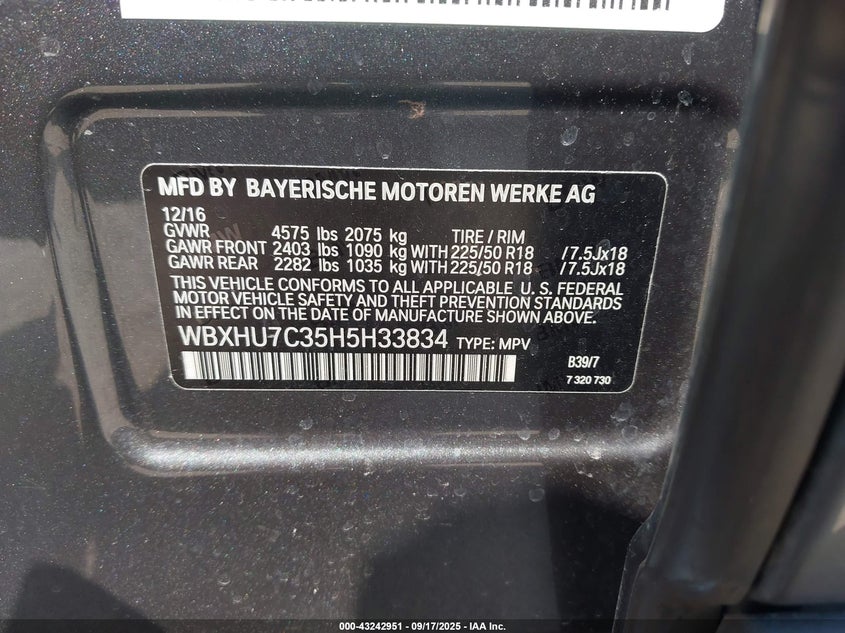 MFD BY BAYERISCHE MOTOREN WERKE AG
12/16
GVWR 4575 lbs 2075 kg TIRE / RIM
GAWR FRONT 2403 lbs 1090 kg WITH 225/50 R18 /7.5Jx18
GAWR REAR 2282 lbs 1035 kg WITH 225/50 R18 /7.5Jx18
THIS VEHICLE CONFORMS TO ALL APPLICABLE U. S. FEDERAL
MOTOR VEHICLE SAFETY AND THEFT PREVENTION STANDARDS
IN EFFECT ON THE DATE OF MANUFACTURE SHOWN ABOVE.
WBXHU7C35H5H33834 TYPE: MPV
B39/7
7 320 730
000-43242951 - 09/17/2025 - IAA Inc.